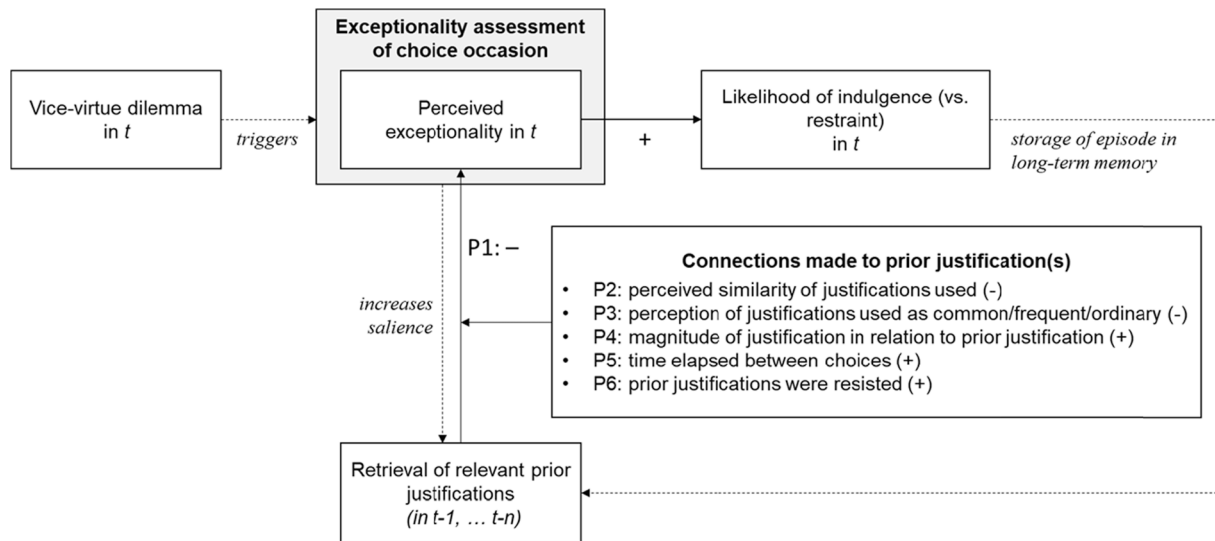 Exceptionality assessment
of choice occasion
Vice-virtue dilemma
in t
triggers
Perceived
exceptionality in t
+
Likelihood of indulgence (vs.
restraint)
in t
storage of episode in
long-term memory
P1: –
increases
salience
Connections made to prior justification(s)
• P2: perceived similarity of justifications used (-)
• P3: perception of justifications used as common/frequent/ordinary (-)
• P4: magnitude of justification in relation to prior justification (+)
• P5: time elapsed between choices (+)
• P6: prior justifications were resisted (+)
Retrieval of relevant prior
justifications
(in t-1, … t-n)